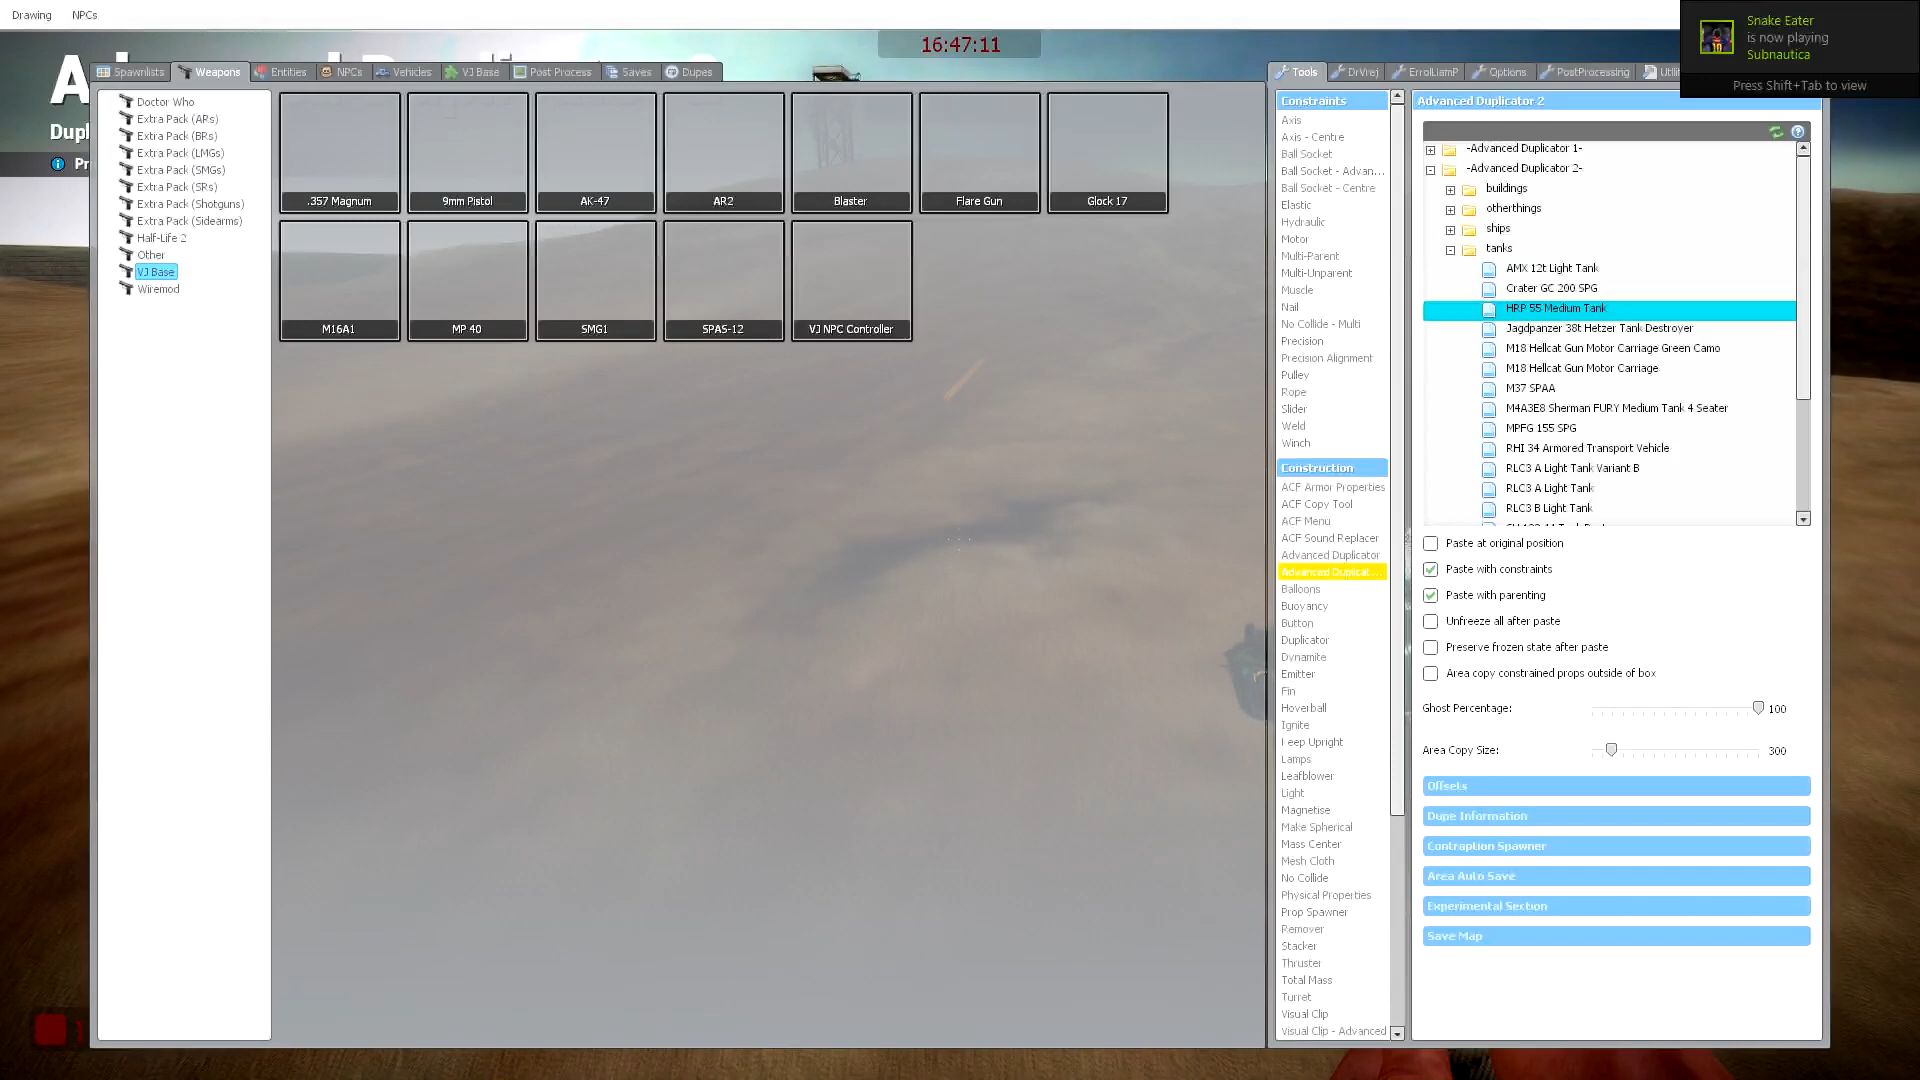 Drawing NPCs
16:47:11
Snake Eater
is now playing
Subnautica
Press Shift+Tab to view
A
Dupl
Pr
Spawnlists Weapons Entities NPCs Vehicles VJ Base Post Process Saves Dupes
Doctor Who
Extra Pack (ARs)
Extra Pack (BRs)
Extra Pack (LMGs)
Extra Pack (SMGs)
Extra Pack (SRs)
Extra Pack (Shotguns)
Extra Pack (Sidearms)
Half-Life 2
Other
VJ Base
Wiremod
.357 Magnum 9mm Pistol AK-47 AR2 Blaster Flare Gun Glock 17
M16A1 MP 40 SMG1 SPAS-12 VJ NPC Controller
Tools DrVrej ErrolLiamP Options PostProcessing Utili
Constraints
Axis
Axis - Centre
Ball Socket
Ball Socket - Advan...
Ball Socket - Centre
Elastic
Hydraulic
Motor
Multi-Parent
Multi-Unparent
Muscle
Nail
No Collide - Multi
Precision
Precision Alignment
Pulley
Rope
Slider
Weld
Winch
Construction
ACF Armor Properties
ACF Copy Tool
ACF Menu
ACF Sound Replacer
Advanced Duplicator
Advanced Duplicat...
Balloons
Buoyancy
Button
Duplicator
Dynamite
Emitter
Fin
Hoverball
Ignite
Keep Upright
Lamps
Leafblower
Light
Magnetise
Make Spherical
Mass Center
Mesh Cloth
No Collide
Physical Properties
Prop Spawner
Remover
Stacker
Thruster
Total Mass
Turret
Visual Clip
Visual Clip - Advanced
Advanced Duplicator 2
-Advanced Duplicator 1-
-Advanced Duplicator 2-
buildings
otherthings
ships
tanks
AMX 12t Light Tank
Crater GC 200 SPG
HRP 55 Medium Tank
Jagdpanzer 38t Hetzer Tank Destroyer
M18 Hellcat Gun Motor Carriage Green Camo
M18 Hellcat Gun Motor Carriage
M37 SPAA
M4A3E8 Sherman FURY Medium Tank 4 Seater
MPFG 155 SPG
RHI 34 Armored Transport Vehicle
RLC3 A Light Tank Variant B
RLC3 A Light Tank
RLC3 B Light Tank
Paste at original position
Paste with constraints
Paste with parenting
Unfreeze all after paste
Preserve frozen state after paste
Area copy constrained props outside of box
Ghost Percentage: 100
Area Copy Size: 300
Offsets
Dupe Information
Contraption Spawner
Area Auto Save
Experimental Section
Save Map